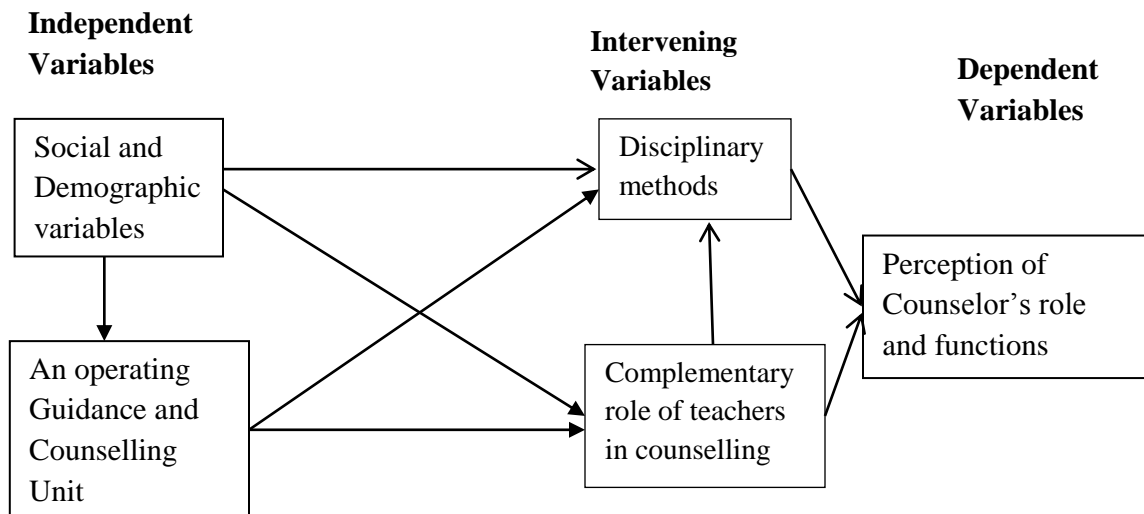 Independent
Variables
Intervening
Variables
Dependent
Variables
Social and
Demographic
variables
Disciplinary
methods
Perception of
Counselor’s role
and functions
An operating
Guidance and
Counselling
Unit
Complementary
role of teachers
in counselling